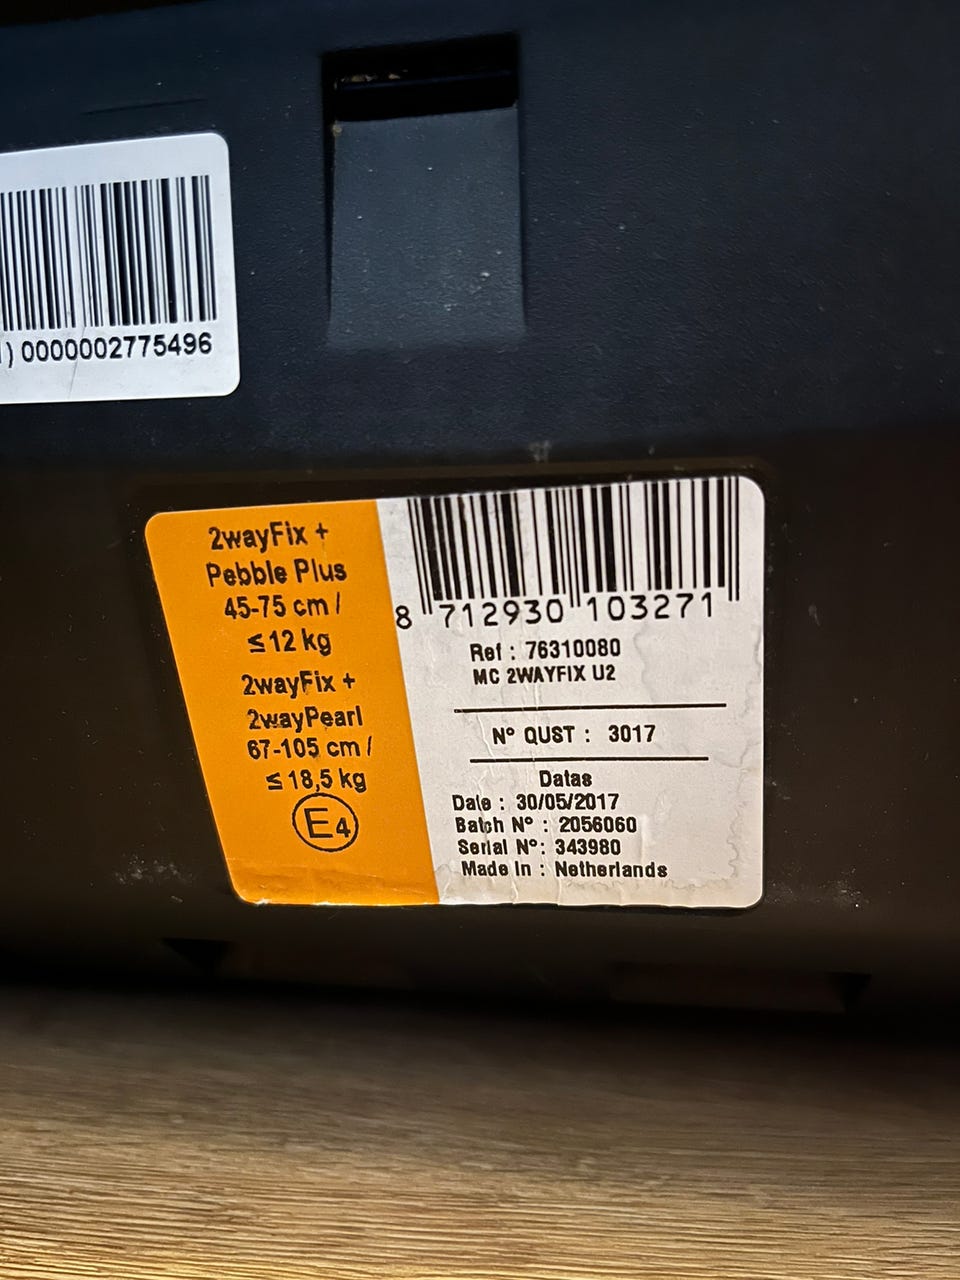 ) 0000002775496
2wayFix +
Pebble Plus
45-75 cm /
≤ 12 kg
2wayFix +
2wayPearl
67-105 cm /
≤ 18,5 kg
E4
8 712930 103271
Ref : 76310080
MC 2WAYFIX U2
N° QUST : 3017
Datas
Date : 30/05/2017
Batch N° : 2056060
Serial N°: 343980
Made In : Netherlands